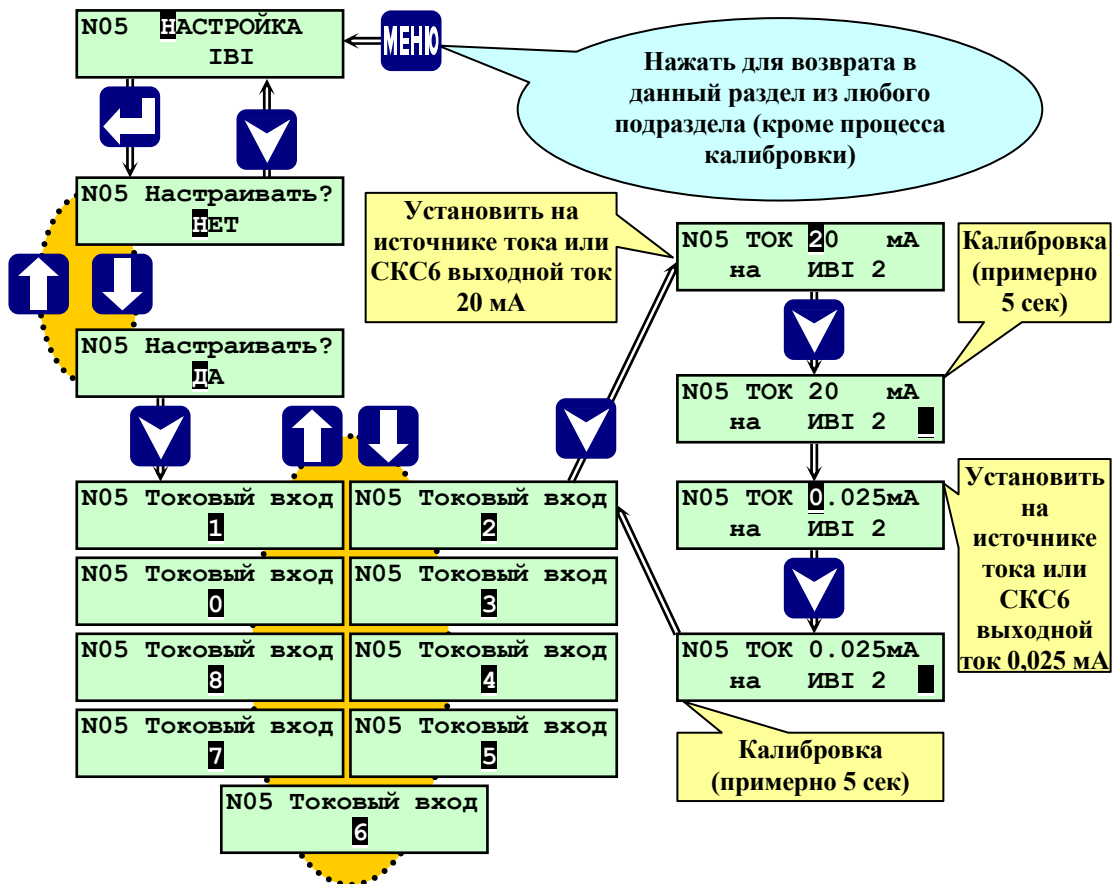 N05 НАСТРОЙКА
IBI
МЕНЮ
Нажать для возврата в
данный раздел из любого
подраздела (кроме процесса
калибровки)
N05 Настраивать?
НЕТ
N05 Настраивать?
ДА
Установить на
источнике тока или
СКС6 выходной ток
20 мА
N05 ТОК 20 мА
на ИВI 2
Калибровка
(примерно
5 сек)
N05 ТОК 20 мА
на ИВI 2
N05 ТОК 0.025мА
на ИВI 2
Установить
на
источнике
тока или
СКС6
выходной
ток 0,025 мА
N05 ТОК 0.025мА
на ИВI 2
Калибровка
(примерно 5 сек)
N05 Токовый вход
1
N05 Токовый вход
2
N05 Токовый вход
0
N05 Токовый вход
3
N05 Токовый вход
8
N05 Токовый вход
4
N05 Токовый вход
7
N05 Токовый вход
5
N05 Токовый вход
6